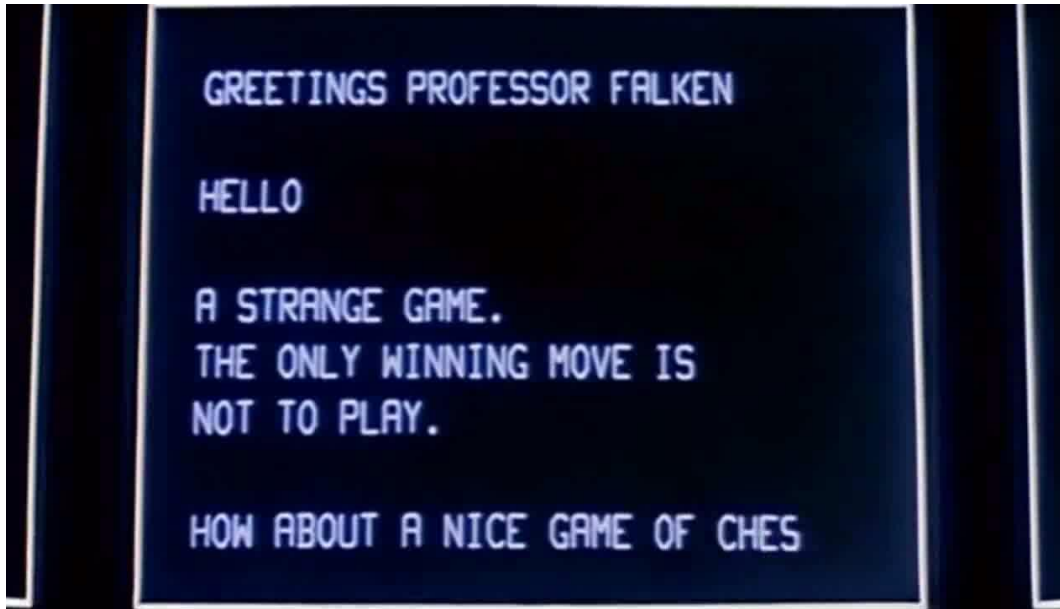 GREETINGS PROFESSOR FALKEN
HELLO
A STRANGE GAME.
THE ONLY WINNING MOVE IS
NOT TO PLAY.
HOW ABOUT A NICE GAME OF CHES